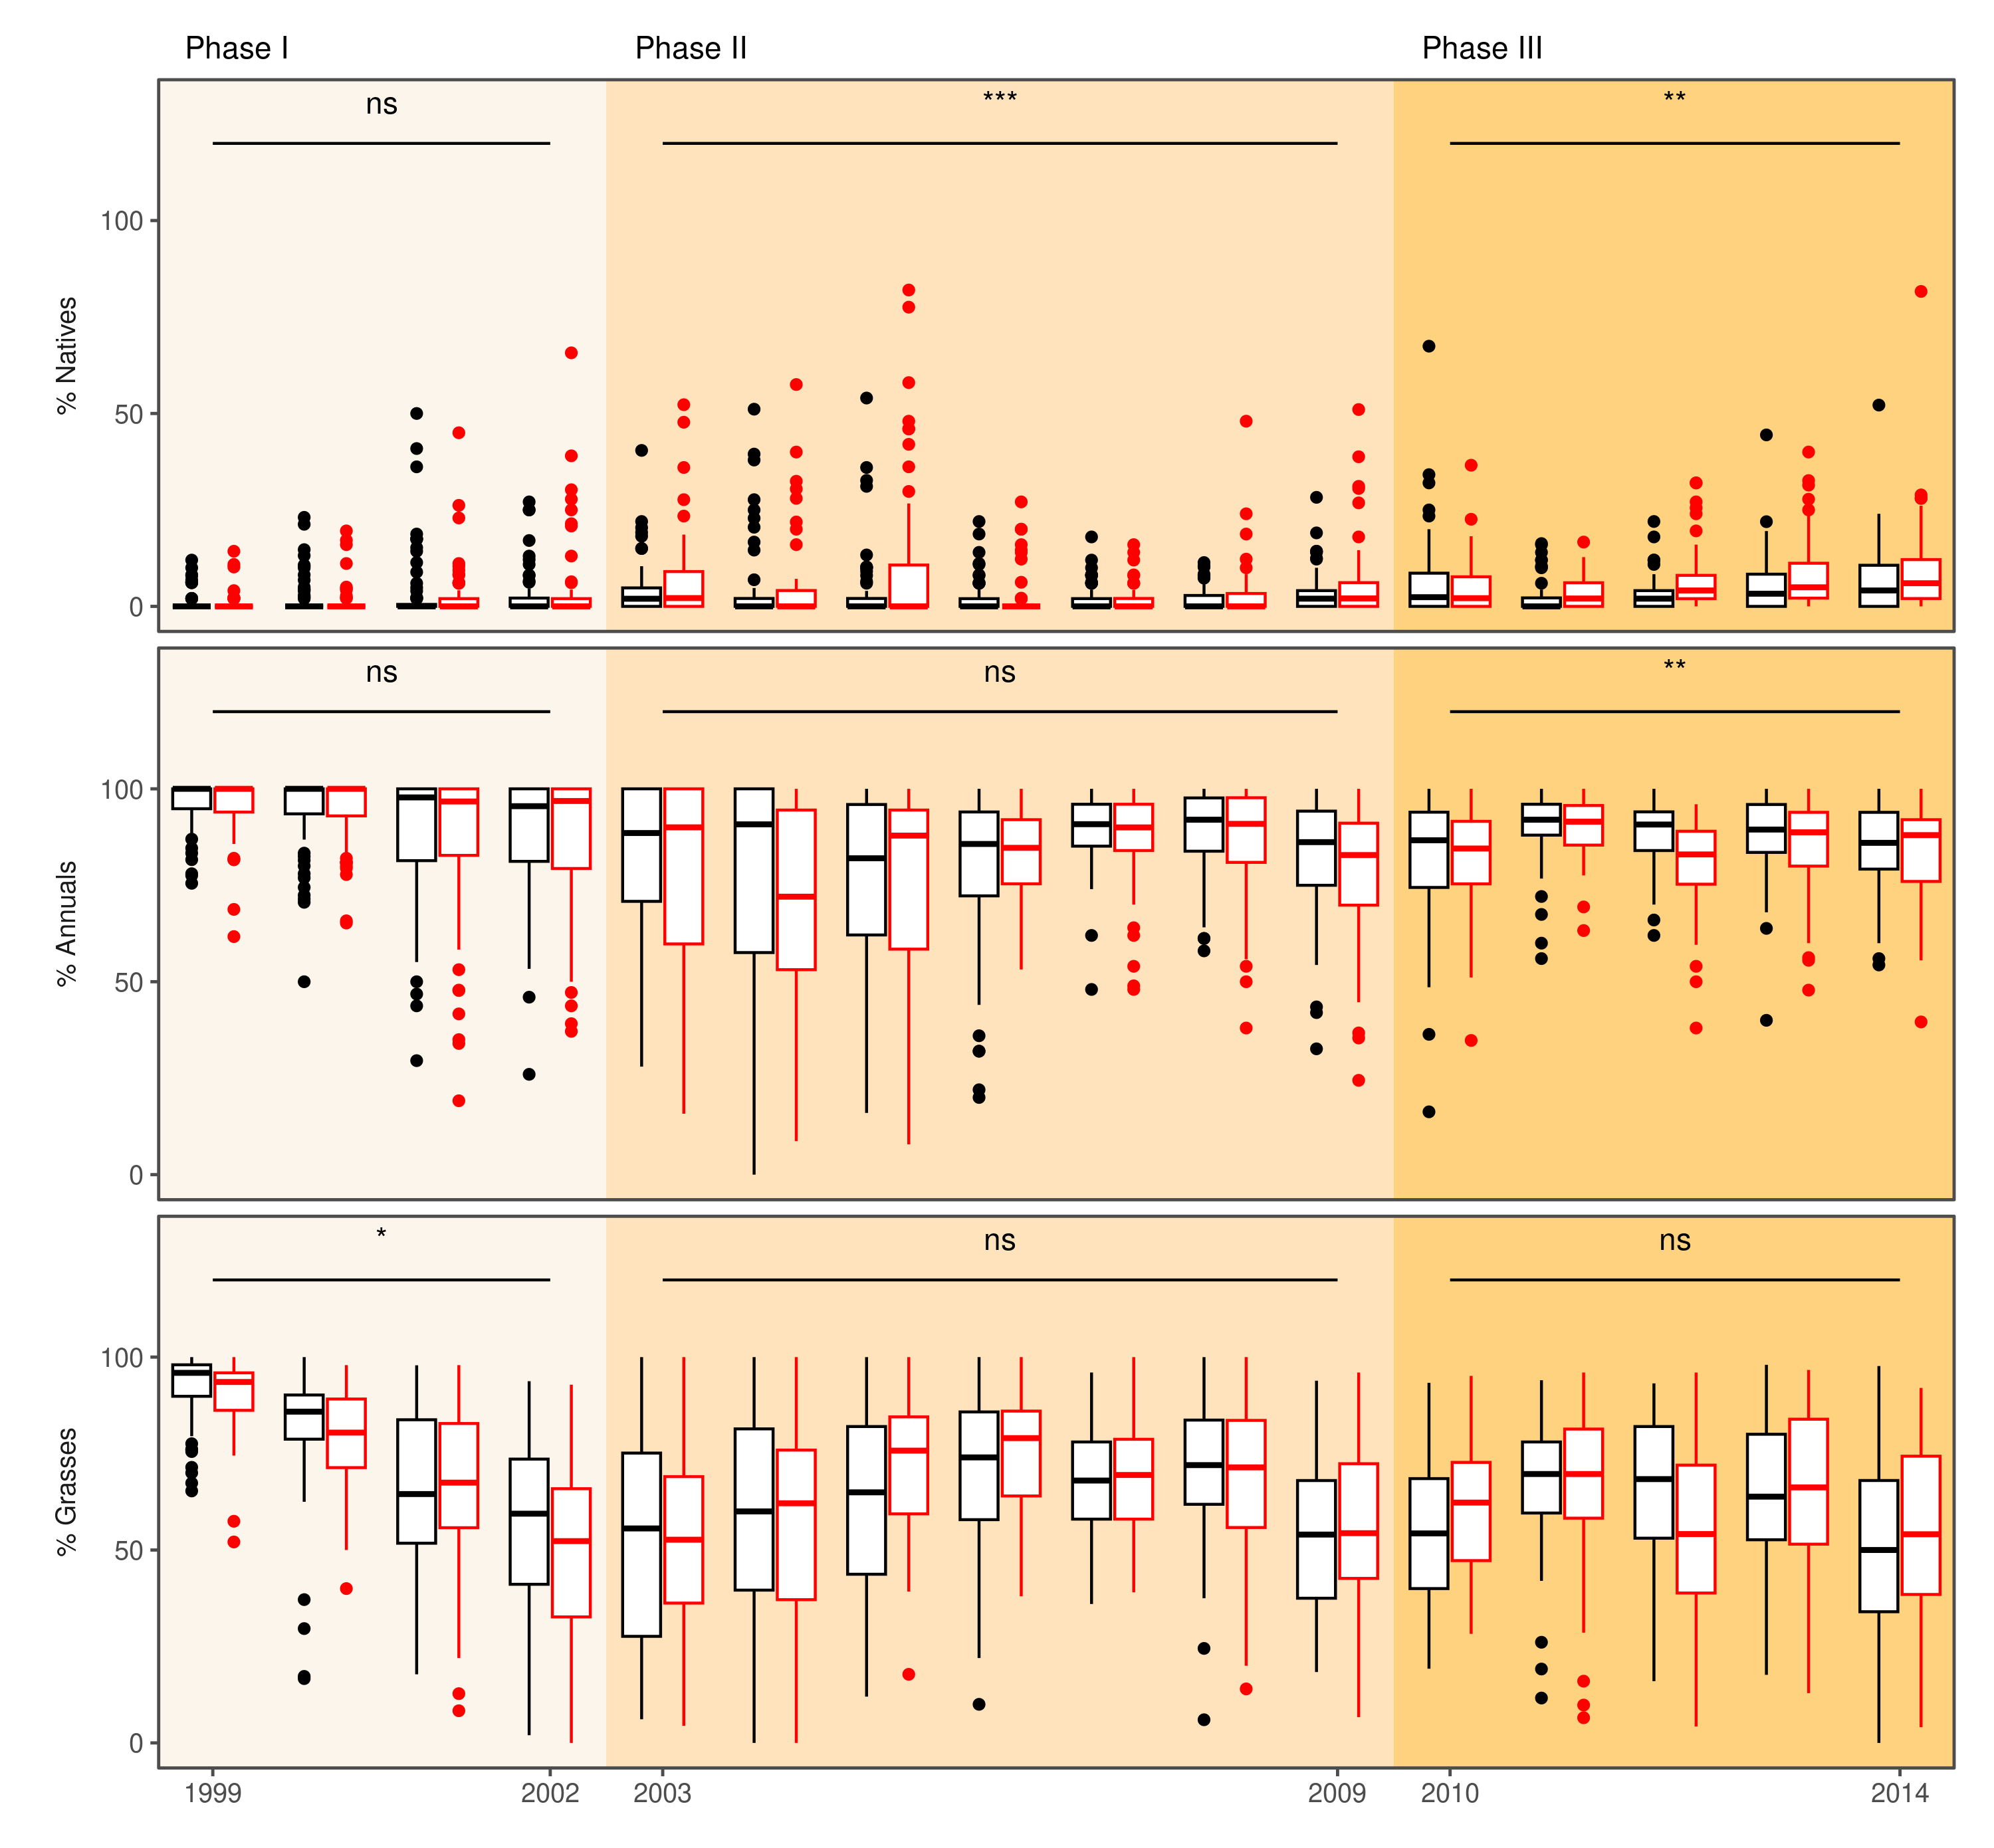 Phase I Phase II Phase III
ns *** **
% Natives
100
50
0
ns ns **
% Annuals
100
50
0
* ns ns
% Grasses
100
50
0
1999 2002 2003 2009 2010 2014